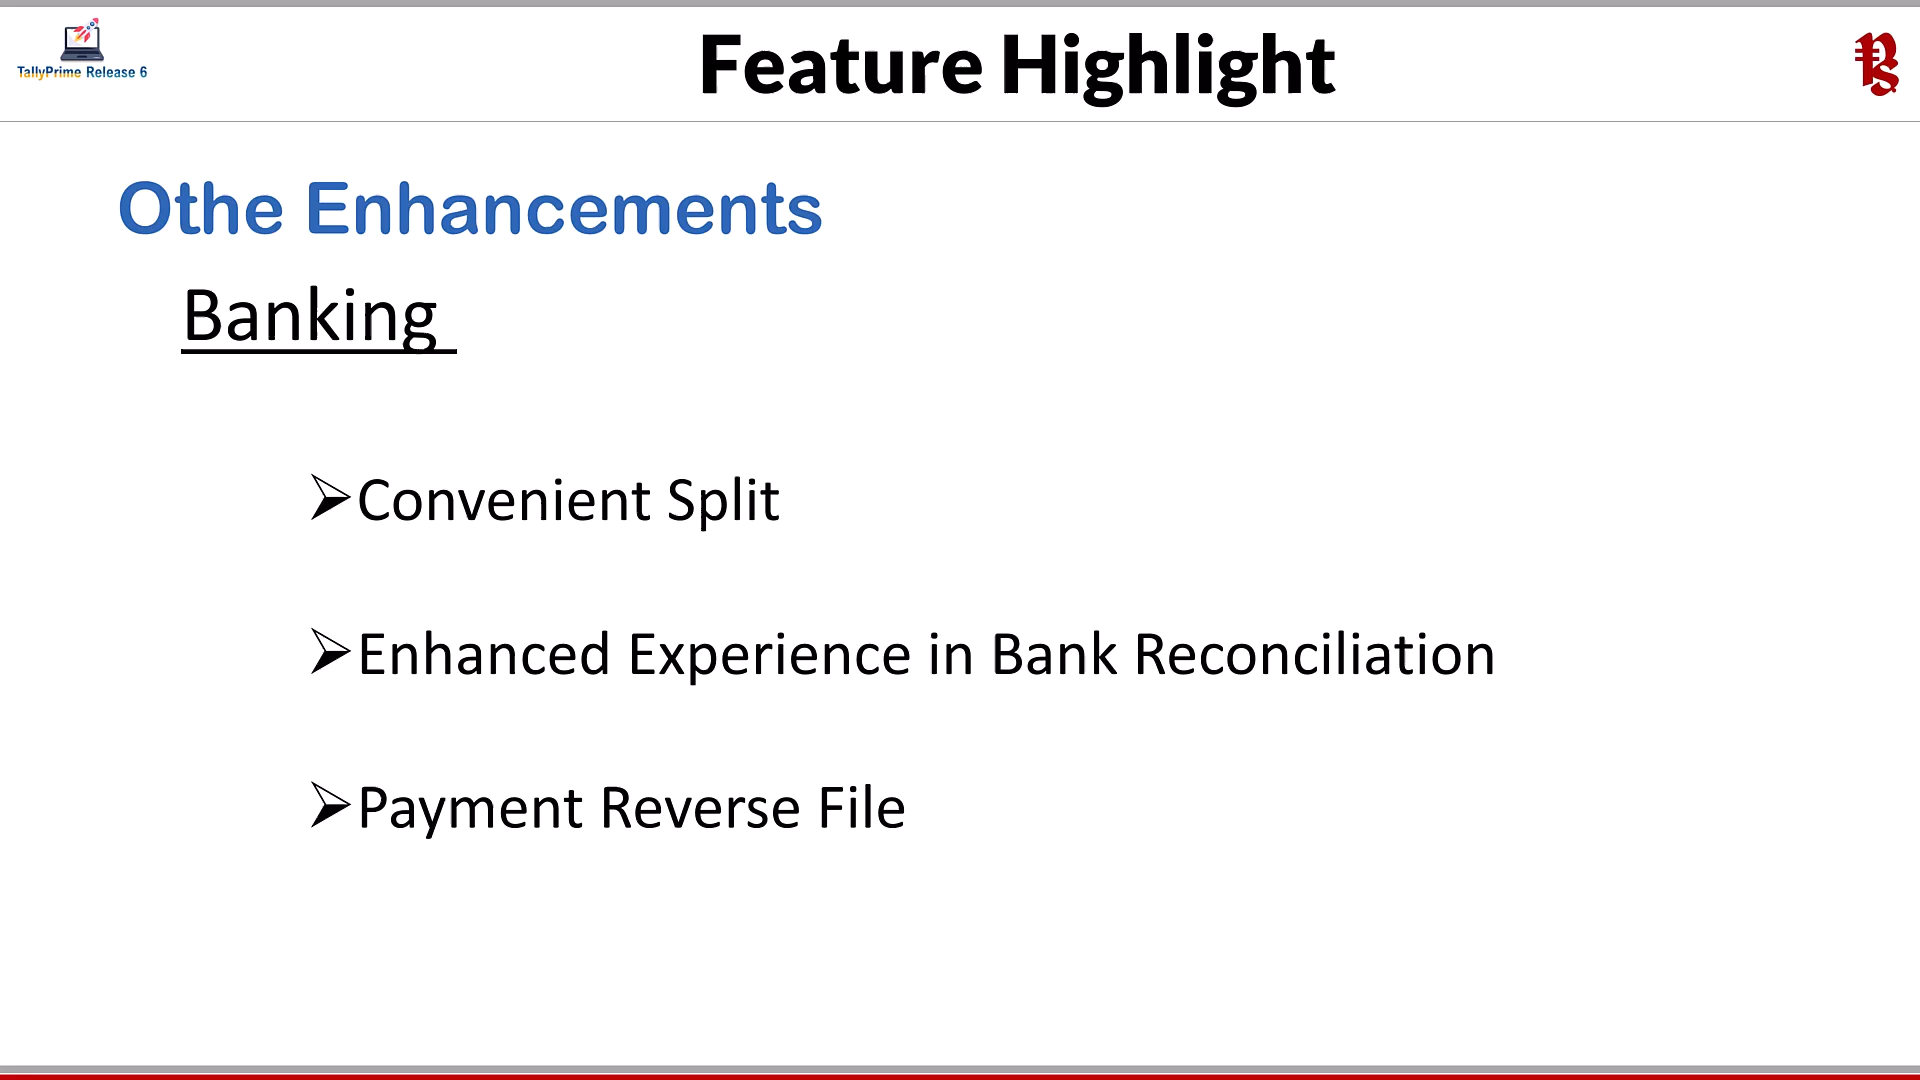 Feature Highlight
TallyPrime Release 6
Othe Enhancements
Banking
➢Convenient Split
➢Enhanced Experience in Bank Reconciliation
➢Payment Reverse File